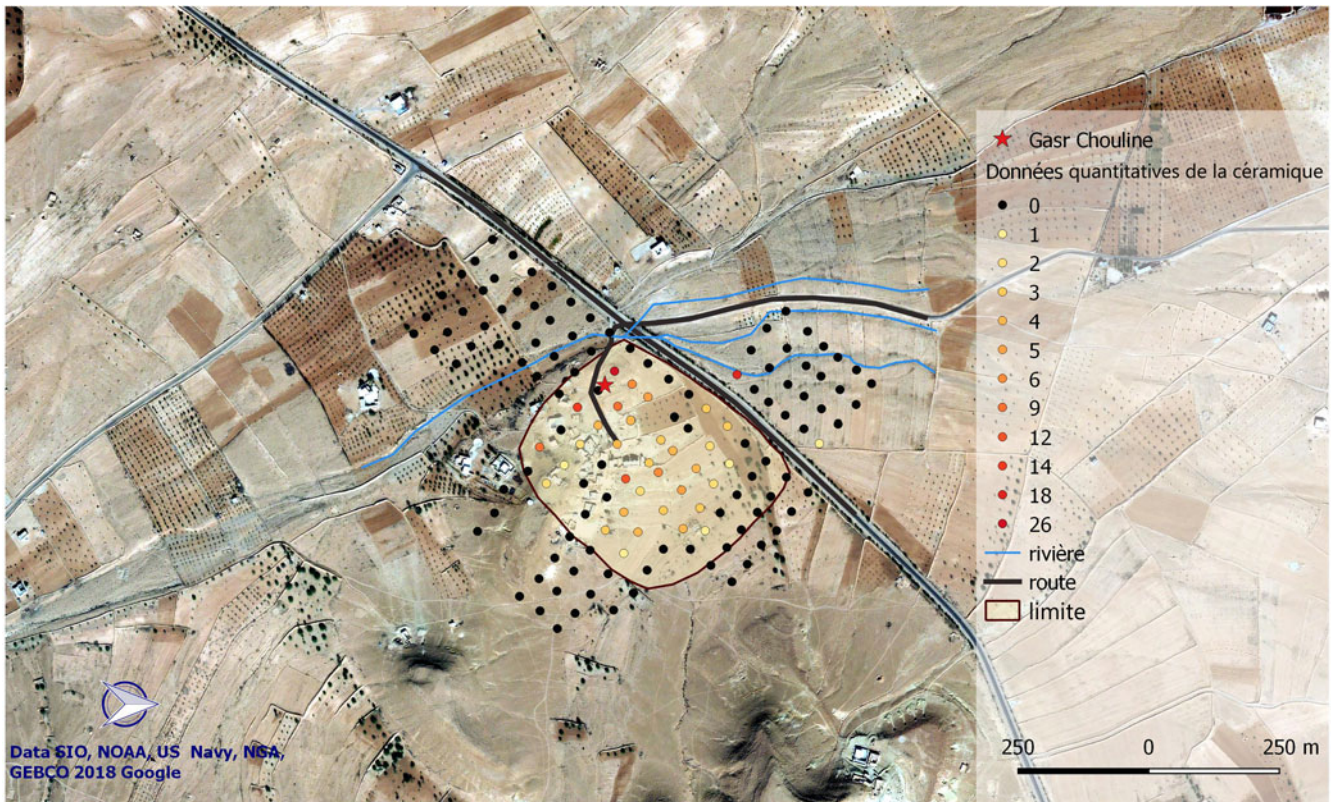 Gasr Chouline
Données quantitatives de la céramique
0
1
2
3
4
5
6
9
12
14
18
26
rivière
route
limite
250 0 250 m
Data SIO, NOAA, US Navy, NGA,
GEBCO 2018 Google